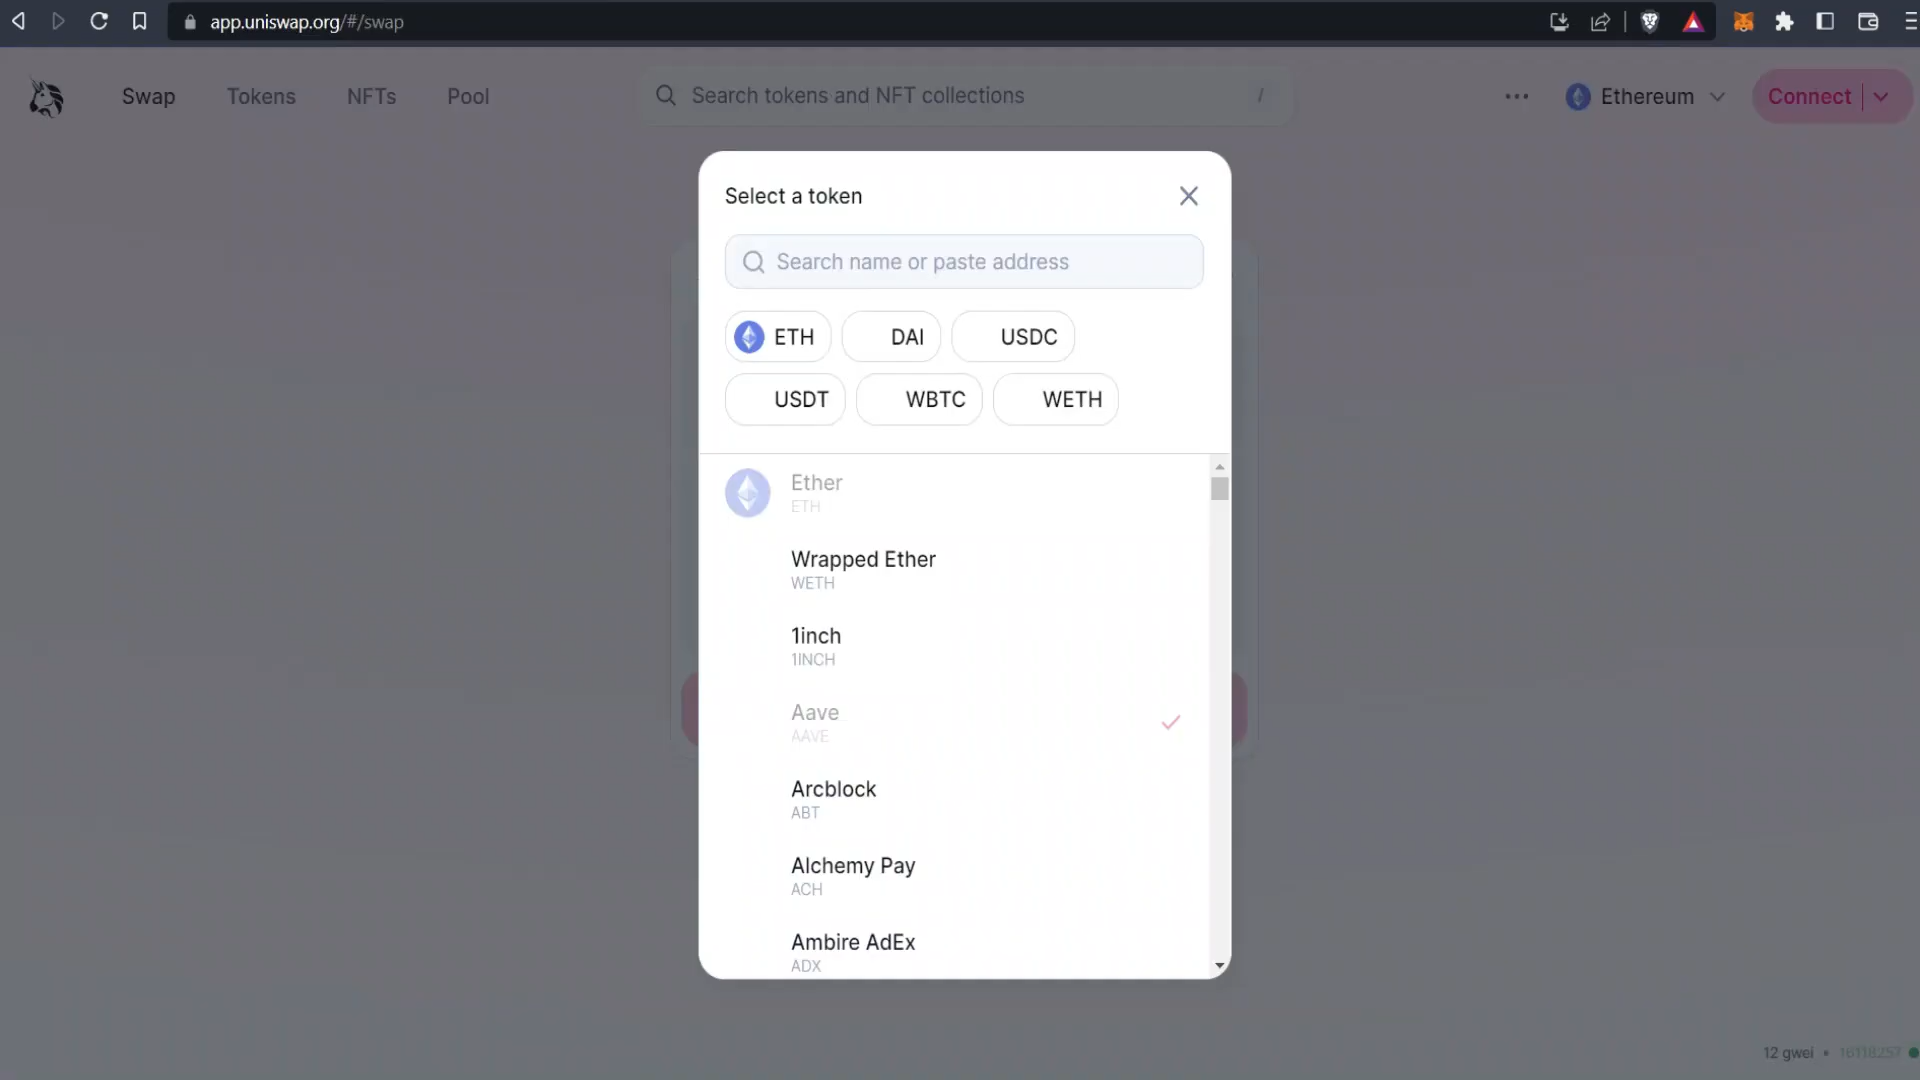 app.uniswap.org/#/swap
Swap Tokens NFTs Pool Search tokens and NFT collections / Ethereum Connect
Select a token
Search name or paste address
ETH DAI USDC
USDT WBTC WETH
Ether
ETH
Wrapped Ether
WETH
1inch
1INCH
Aave
AAVE
Arcblock
ABT
Alchemy Pay
ACH
Ambire AdEx
ADX
12 gwei • 16118257